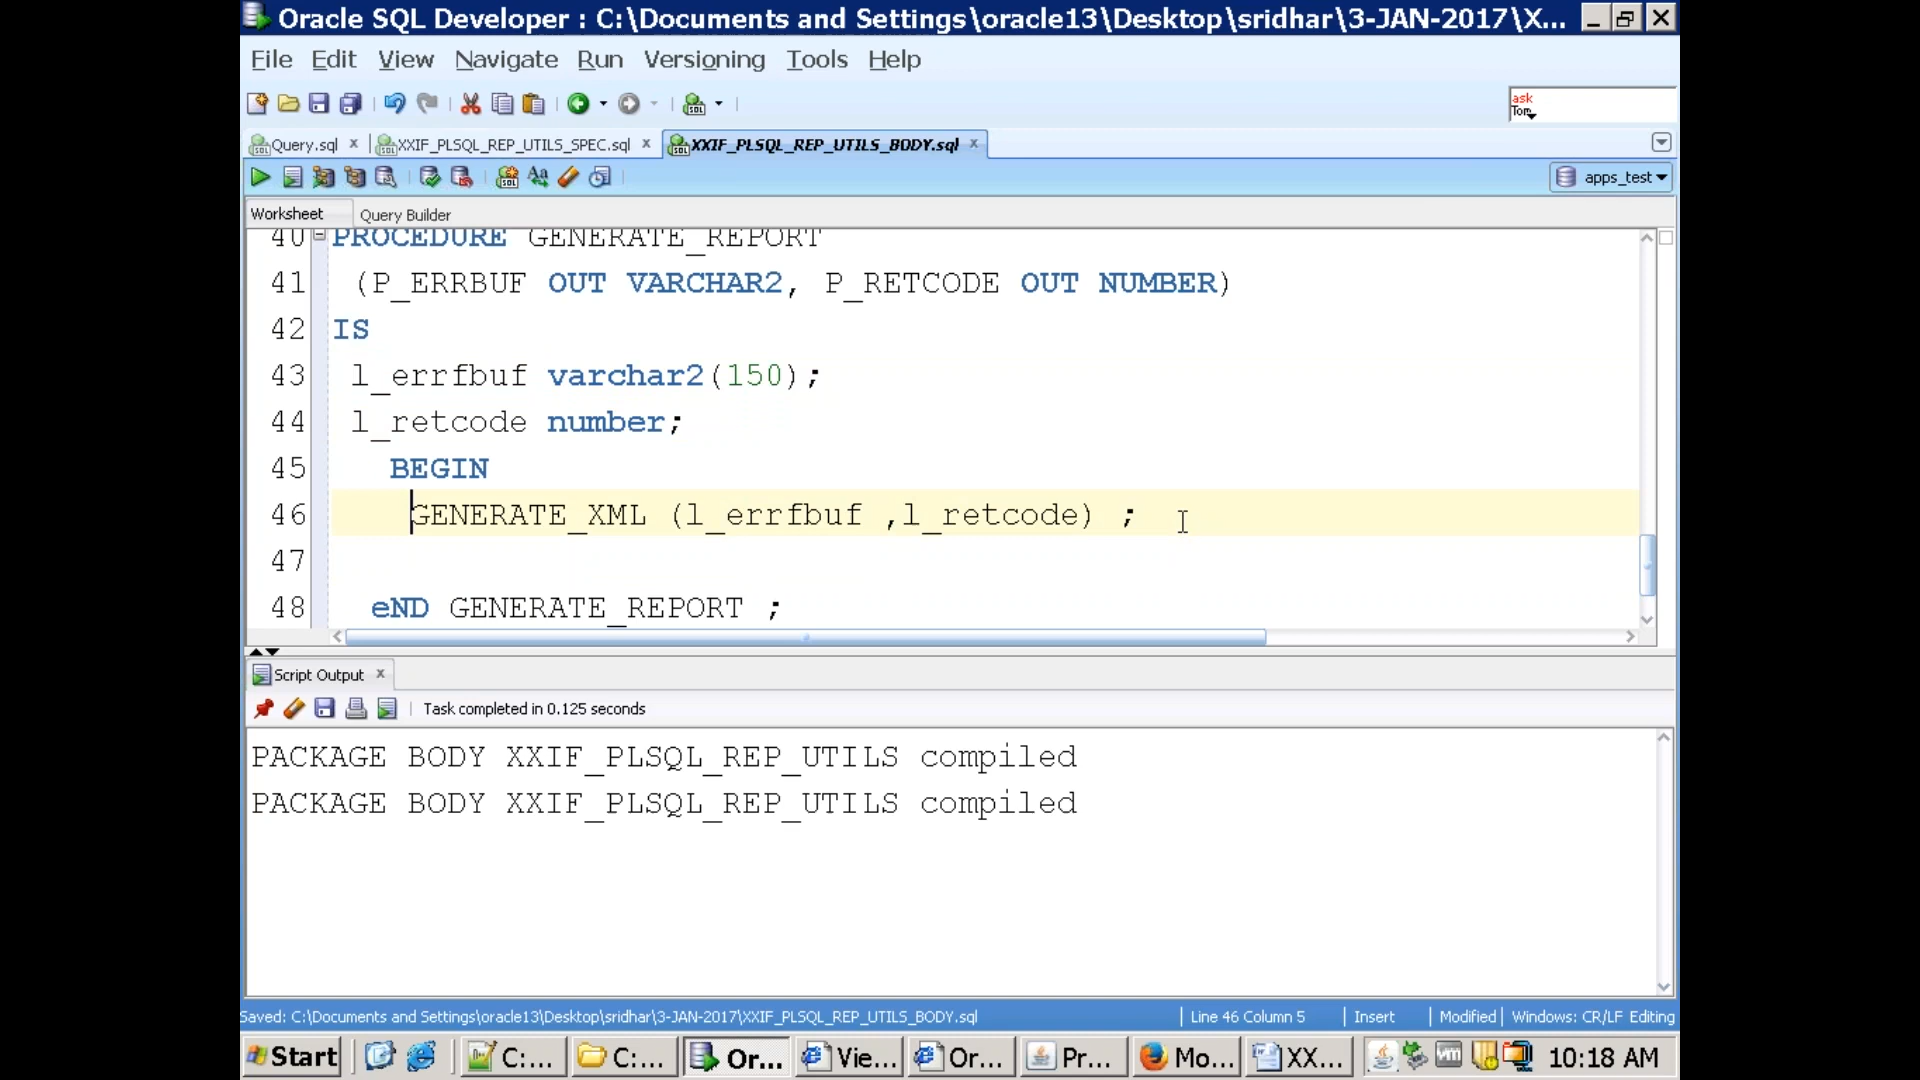 Oracle SQL Developer : C:\Documents and Settings\oracle13\Desktop\sridhar\3-JAN-2017\X...
File Edit View Navigate Run Versioning Tools Help
ask
Tom
Query.sql XXIF_PLSQL_REP_UTILS_SPEC.sql XXIF_PLSQL_REP_UTILS_BODY.sql
apps_test
Worksheet Query Builder
40 PROCEDURE GENERATE_REPORT
41 (P_ERRBUF OUT VARCHAR2, P_RETCODE OUT NUMBER)
42 IS
43 l_errfbuf varchar2(150);
44 l_retcode number;
45 BEGIN
46 GENERATE_XML (l_errfbuf ,l_retcode) ;
47
48 eND GENERATE_REPORT ;
Script Output
Task completed in 0.125 seconds
PACKAGE BODY XXIF_PLSQL_REP_UTILS compiled
PACKAGE BODY XXIF_PLSQL_REP_UTILS compiled
Saved: C:\Documents and Settings\oracle13\Desktop\sridhar\3-JAN-2017\XXIF_PLSQL_REP_UTILS_BODY.sql Line 46 Column 5 Insert Modified Windows: CR/LF Editing
Start C:... C:... Or... Vie... Or... Pr... Mo... XX... 10:18 AM